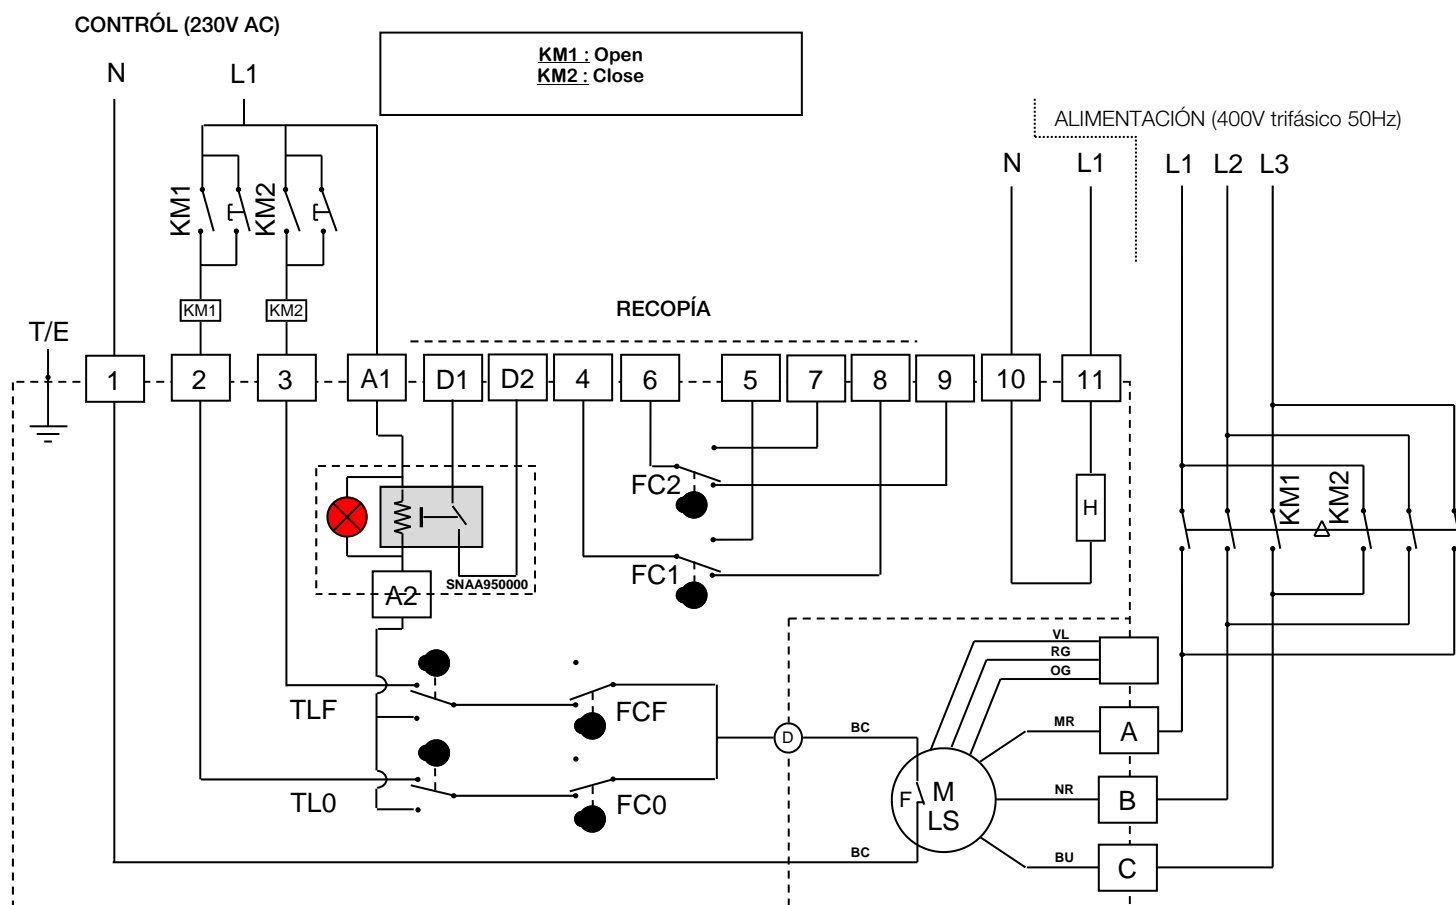 CONTRÓL (230V AC)
KM1 : Open
KM2 : Close
N
L1
ALIMENTACIÓN (400V trifásico 50Hz)
N
L1
L1
L2
L3
KM1
KM2
KM1
KM2
RECOPÍA
T/E
1
2
3
A1
D1
D2
4
6
5
7
8
9
10
11
FC2
KM1
KM2
H
FC1
SNAA950000
A2
VL
RG
OG
TLF
FCF
D
BC
MR
A
TL0
FC0
F
M
LS
NR
B
BC
BU
C